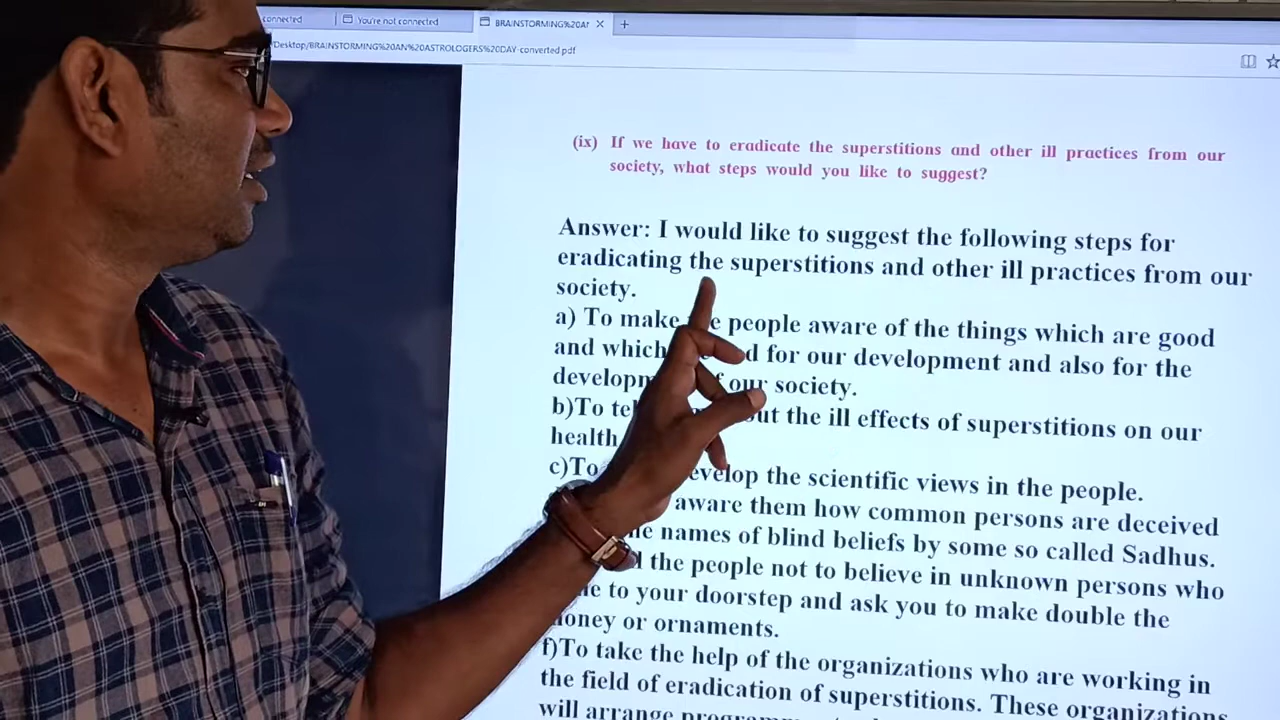 connected
You're not connected
BRAINSTORMING%20AN
Desktop/BRAINSTORMING%20AN%20ASTROLOGERS%20DAY-converted.pdf
(ix) If we have to eradicate the superstitions and other ill practices from our
society, what steps would you like to suggest?
Answer: I would like to suggest the following steps for
eradicating the superstitions and other ill practices from our
society.
a) To make people aware of the things which are good
and which for our development and also for the
our society.
b)To the ill effects of superstitions on our
health
c)To the scientific views in the people.
aware them how common persons are deceived
names of blind beliefs by some so called Sadhus.
the people not to believe in unknown persons who
to your doorstep and ask you to make double the
money or ornaments.
f)To take the help of the organizations who are working in
the field of eradication of superstitions. These organizations
will arrange